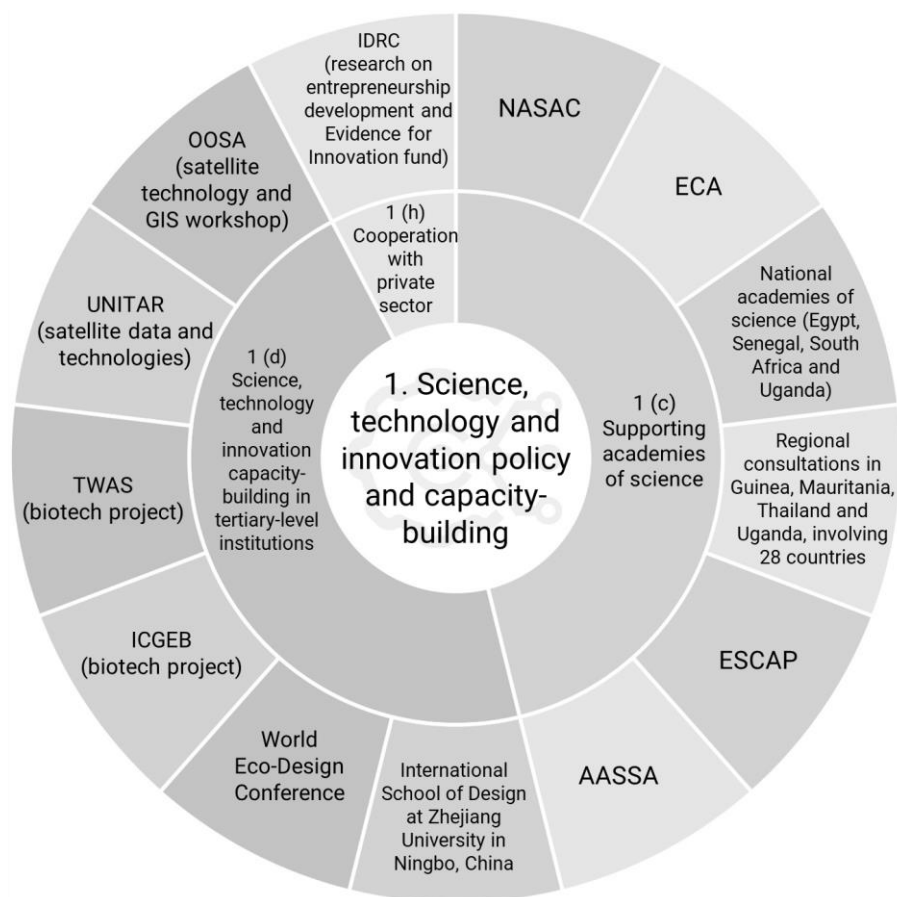 1. Science,
technology and
innovation policy
and capacity-
building
1 (c)
Supporting
academies
of science
1 (d)
Science,
technology
and
innovation
capacity-
building in
tertiary-level
institutions
1 (h)
Cooperation
with
private
sector
NASAC
ECA
National
academies of
science (Egypt,
Senegal, South
Africa and
Uganda)
Regional
consultations in
Guinea, Mauritania,
Thailand and
Uganda, involving
28 countries
ESCAP
AASSA
International
School of Design
at Zhejiang
University in
Ningbo, China
World
Eco-Design
Conference
ICGEB
(biotech project)
TWAS
(biotech project)
UNITAR
(satellite data and
technologies)
OOSA
(satellite
technology and
GIS workshop)
IDRC
(research on
entrepreneurship
development and
Evidence for
Innovation fund)